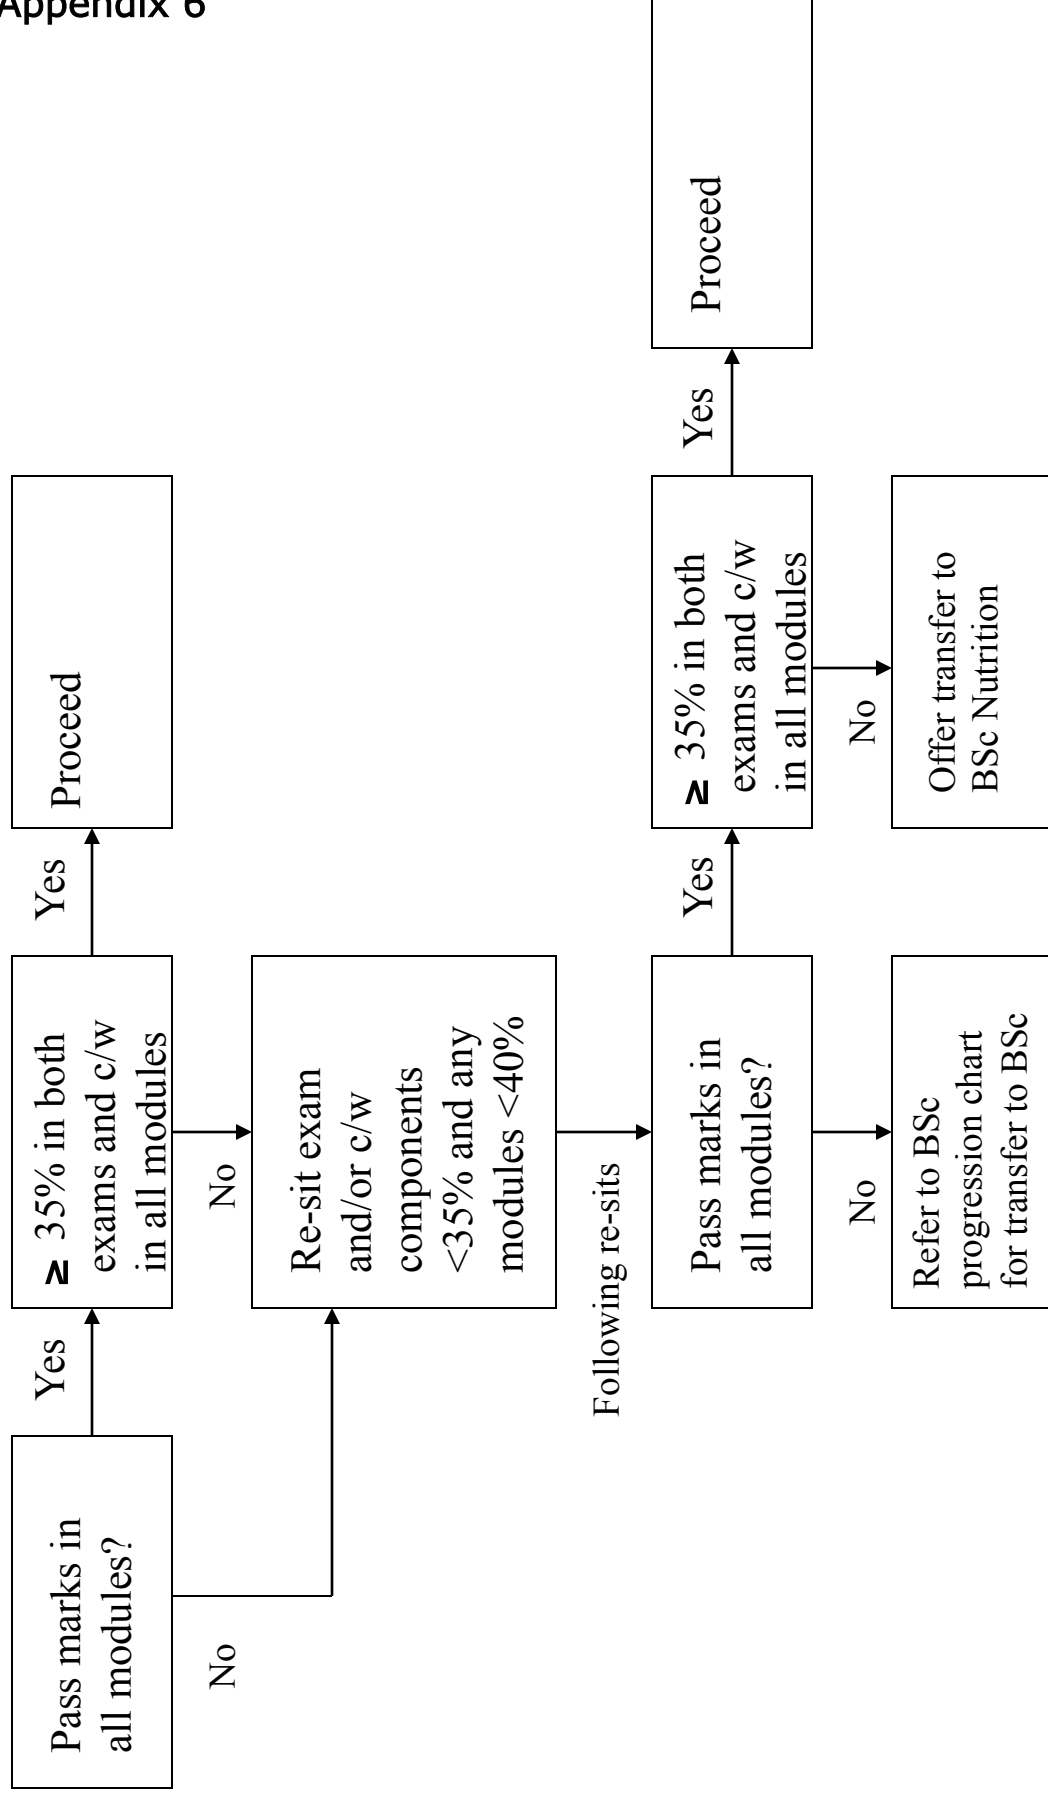 Appendix 6
Pass marks in
all modules?
Yes
No
≥ 35% in both
exams and c/w
in all modules
Yes
Proceed
No
Re-sit exam
and/or c/w
components
<35% and any
modules <40%
Following re-sits
Pass marks in
all modules?
Yes
≥ 35% in both
exams and c/w
in all modules
Yes
Proceed
No
Refer to BSc
progression chart
for transfer to BSc
No
Offer transfer to
BSc Nutrition